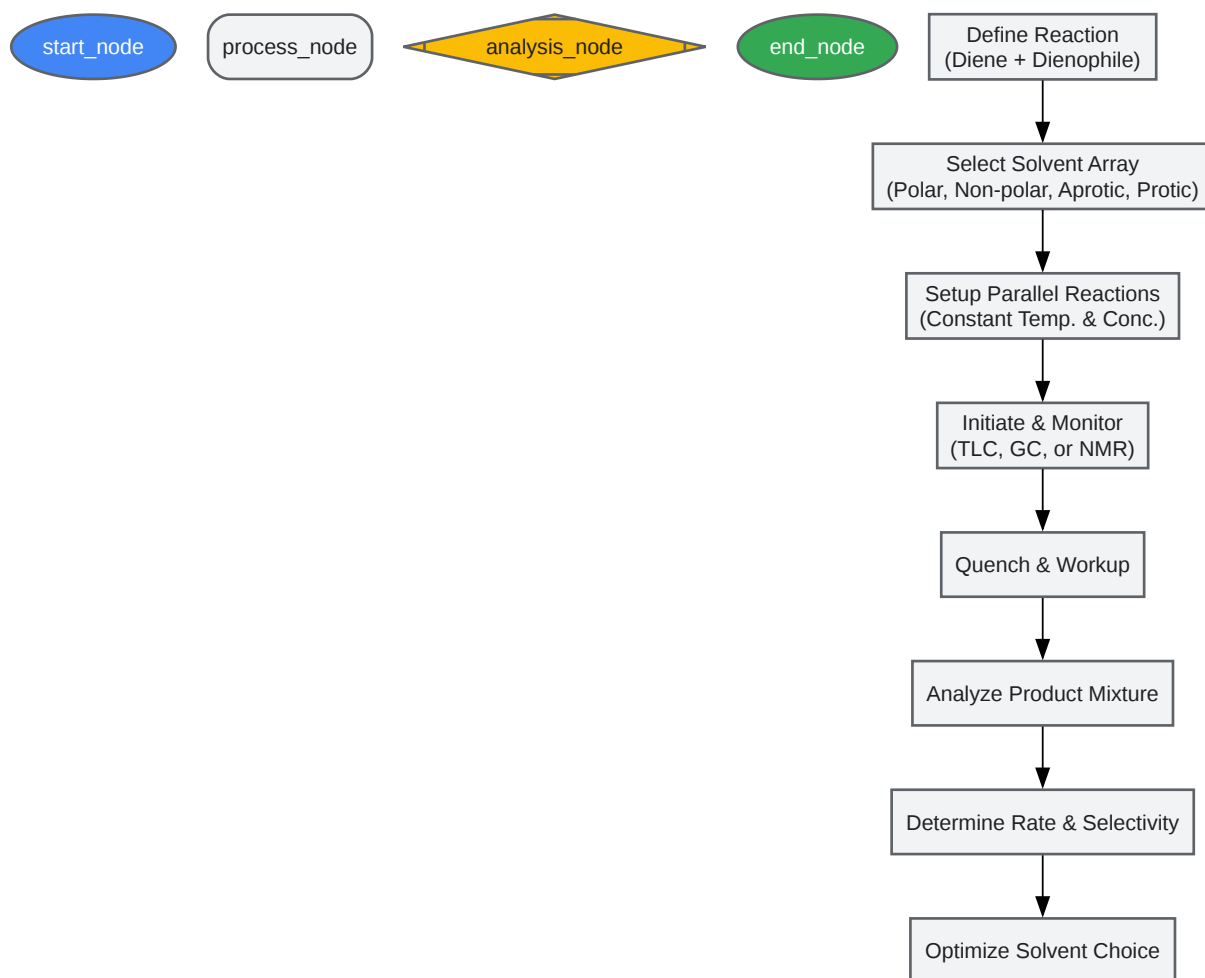 start_node
process_node
analysis_node
end_node
Define Reaction
(Diene + Dienophile)
Select Solvent Array
(Polar, Non-polar, Aprotic, Protic)
Setup Parallel Reactions
(Constant Temp. & Conc.)
Initiate & Monitor
(TLC, GC, or NMR)
Quench & Workup
Analyze Product Mixture
Determine Rate & Selectivity
Optimize Solvent Choice